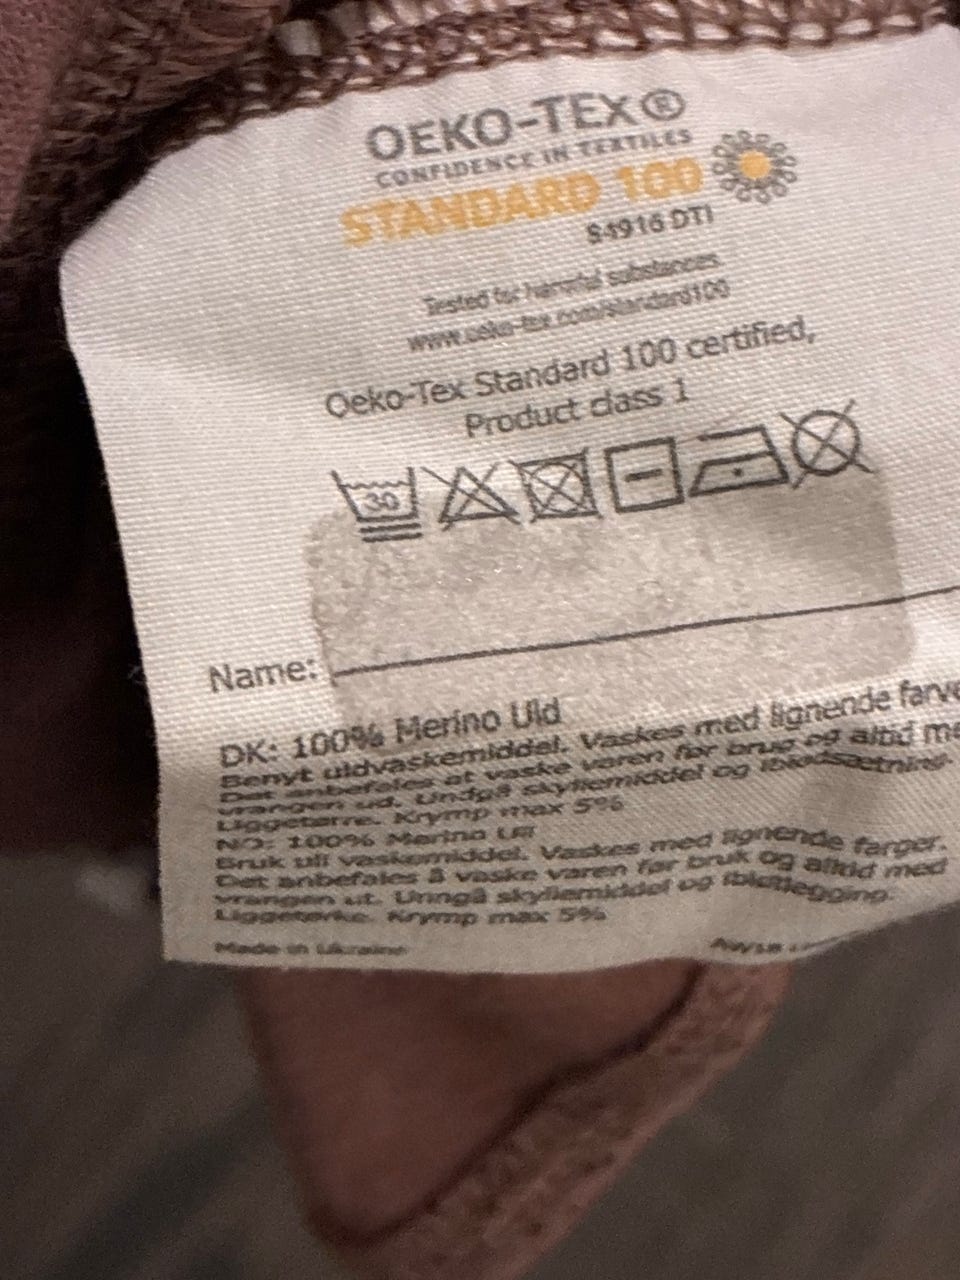 OEKO-TEX®
CONFIDENCE IN TEXTILES
STANDARD 100
S4916 DTI
Tested for harmful substances.
www.oeko-tex.com/standard100
Oeko-Tex Standard 100 certified,
Product class 1
30
Name:
DK: 100% Merino Uld
Benyt uldvaskemiddel. Vaskes med lignende farve
Det anbefales at vaske varen før brug og altid me
vrangen ud. Undgå skyllemiddel og iblødsætning.
Liggetørre. Krymp max 5%
NO: 100% Merino Ull
Bruk ull vaskemiddel. Vaskes med lignende farger.
Det anbefales å vaske varen før bruk og alltid med
vrangen ut. Unngå skyllemiddel og ibløtlegging.
Liggetørke. Krymp max 5%
Made in Ukraine